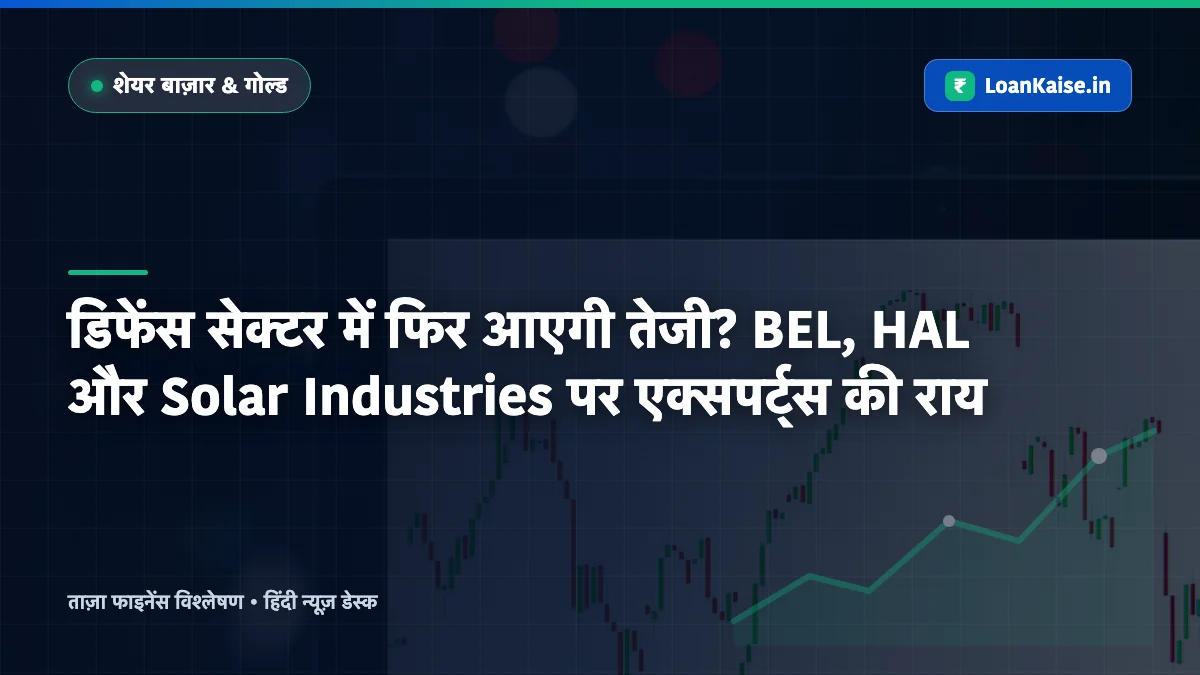 शेयर बाज़ार & गोल्ड
₹ LoanKaise.in
डिफेंस सेक्टर में फिर आएगी तेजी? BEL, HAL
और Solar Industries पर एक्सपर्ट्स की राय
ताज़ा फाइनेंस विश्लेषण • हिंदी न्यूज़ डेस्क